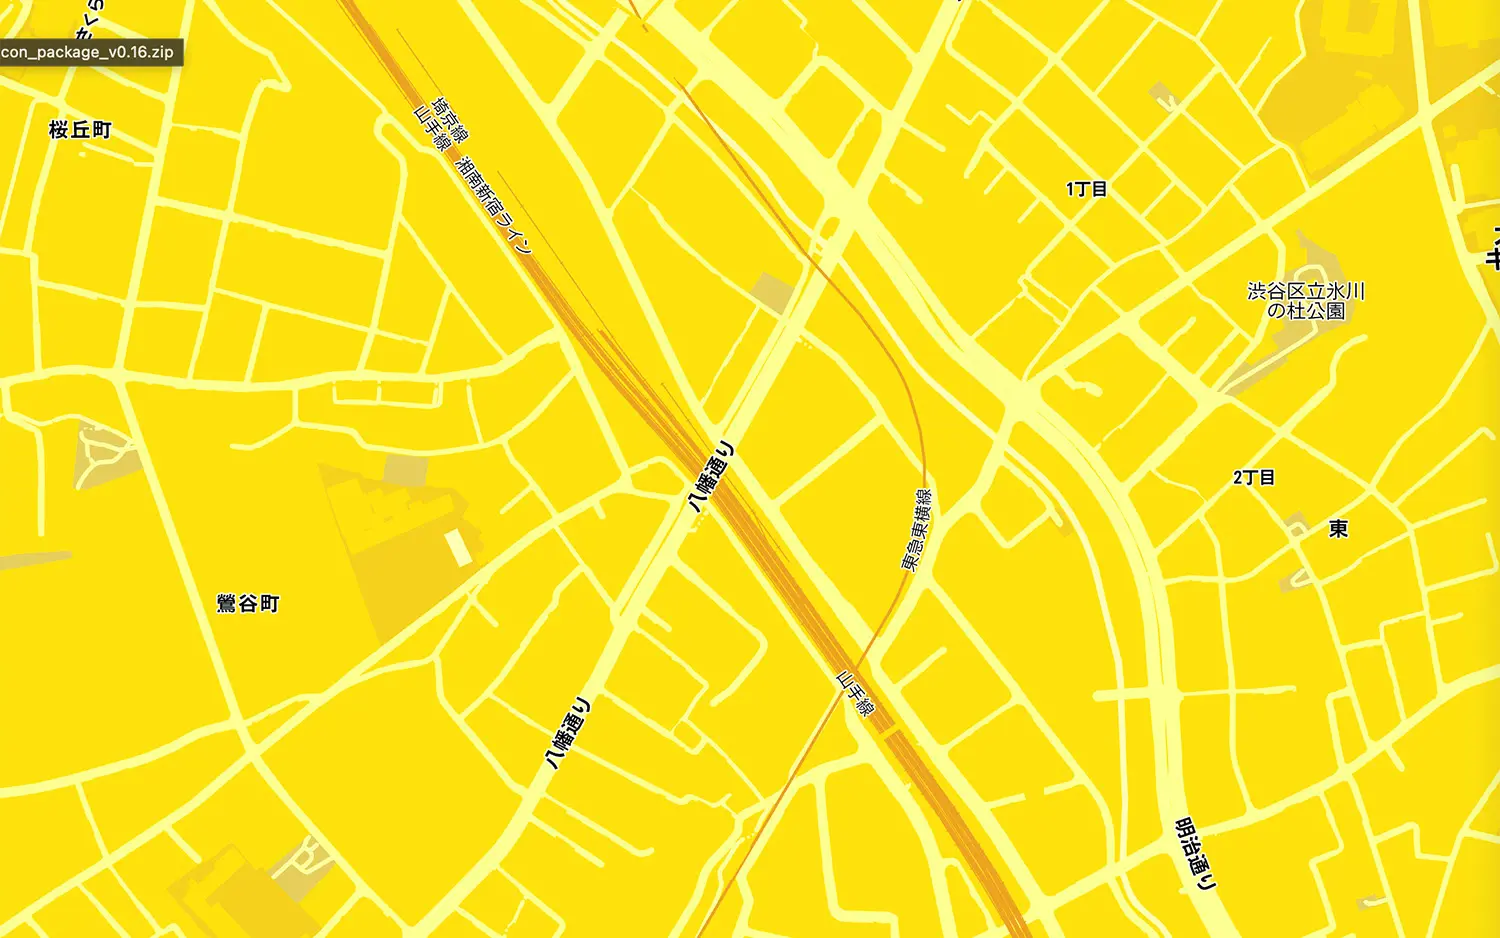 con_package_v0.16.zip
桜丘町
埼京線
山手線
湘南新宿ライン
1丁目
渋谷区立氷川
の杜公園
八幡通り
2丁目
東急東横線
東
鶯谷町
山手線
八幡通り
明治通り